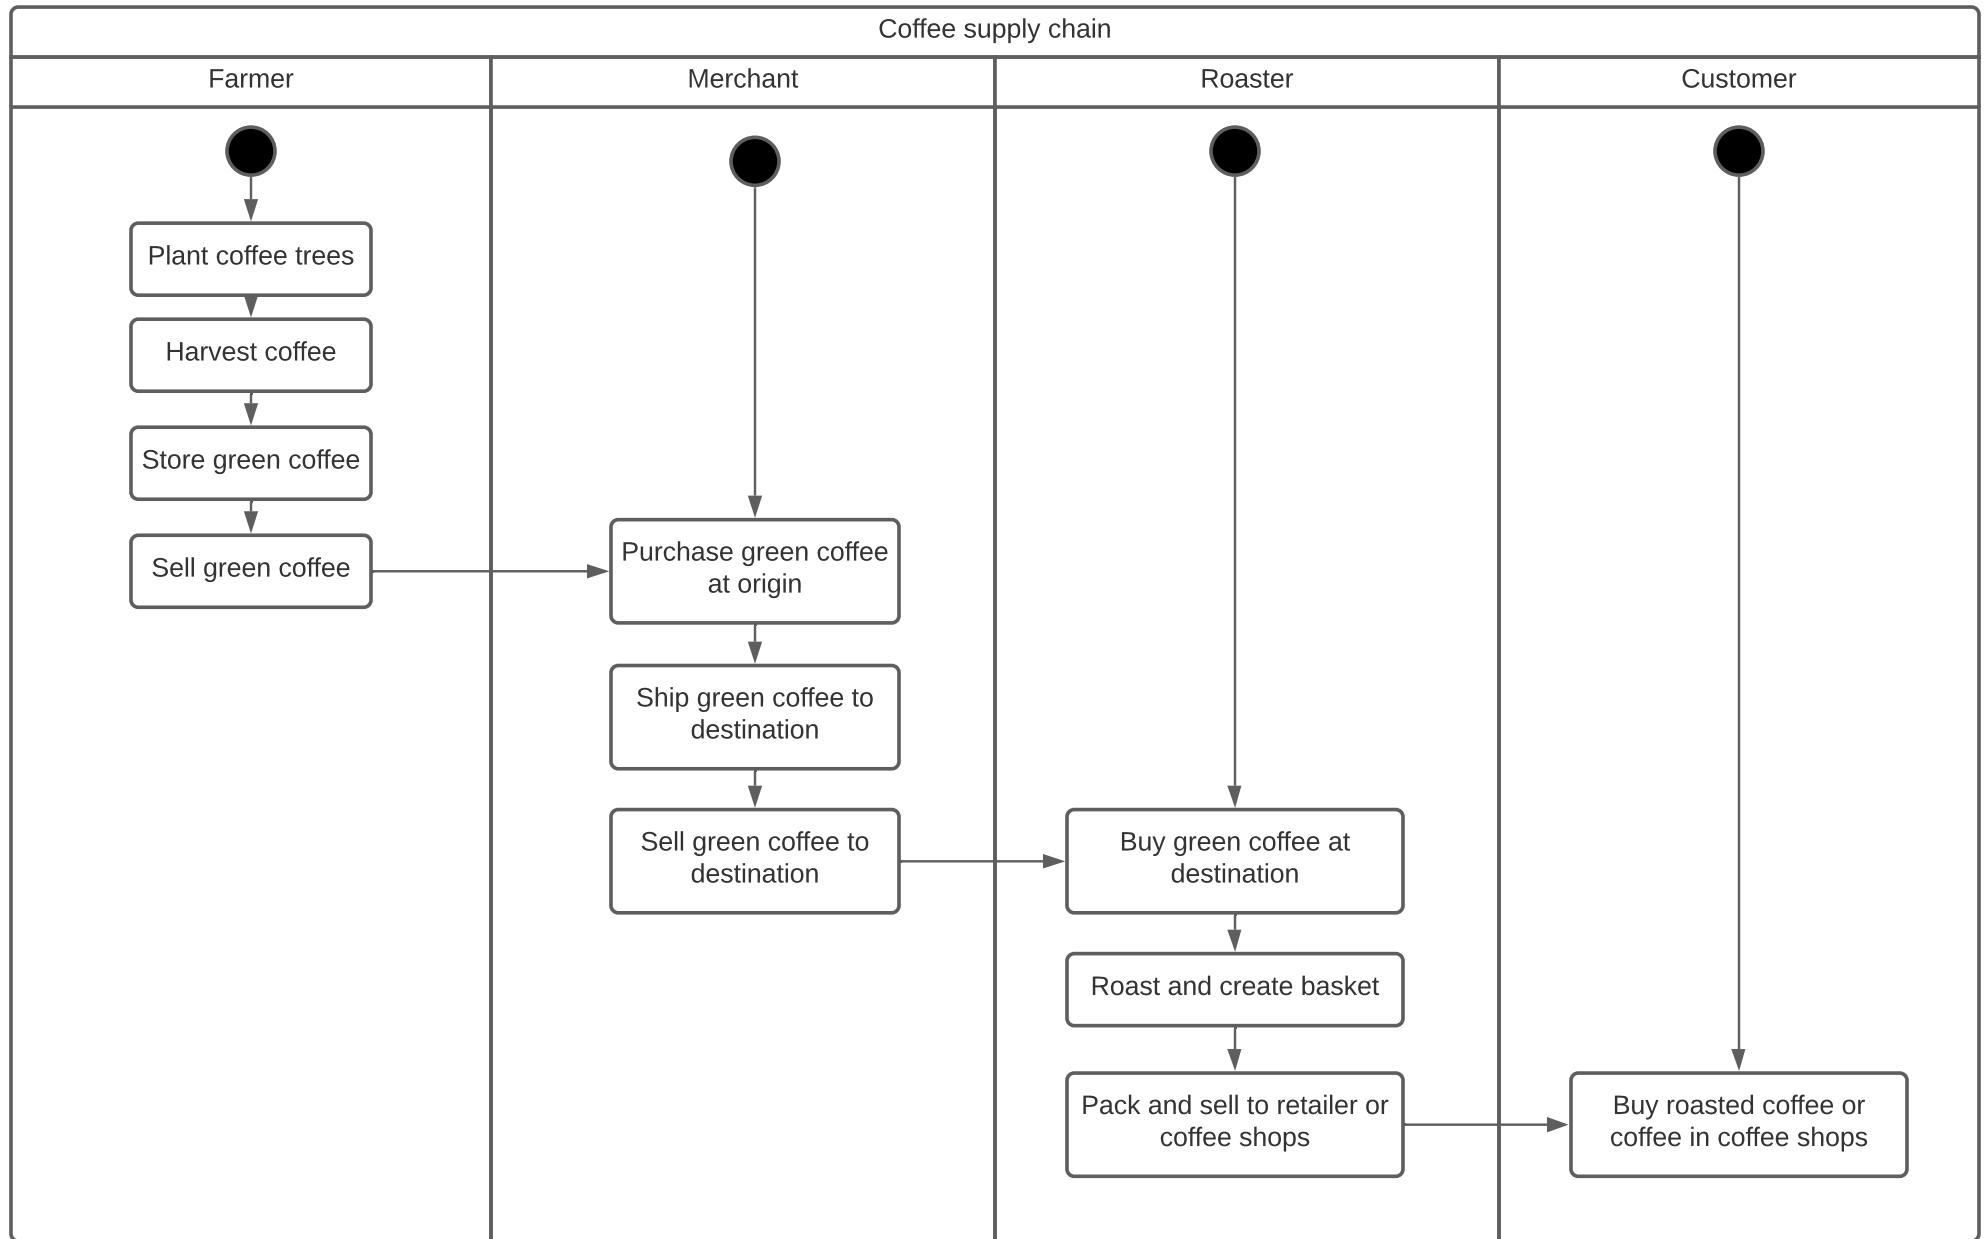 Coffee supply chain
Farmer
Merchant
Roaster
Customer
Plant coffee trees
Harvest coffee
Store green coffee
Sell green coffee
Purchase green coffee
at origin
Ship green coffee to
destination
Sell green coffee to
destination
Buy green coffee at
destination
Roast and create basket
Pack and sell to retailer or
coffee shops
Buy roasted coffee or
coffee in coffee shops